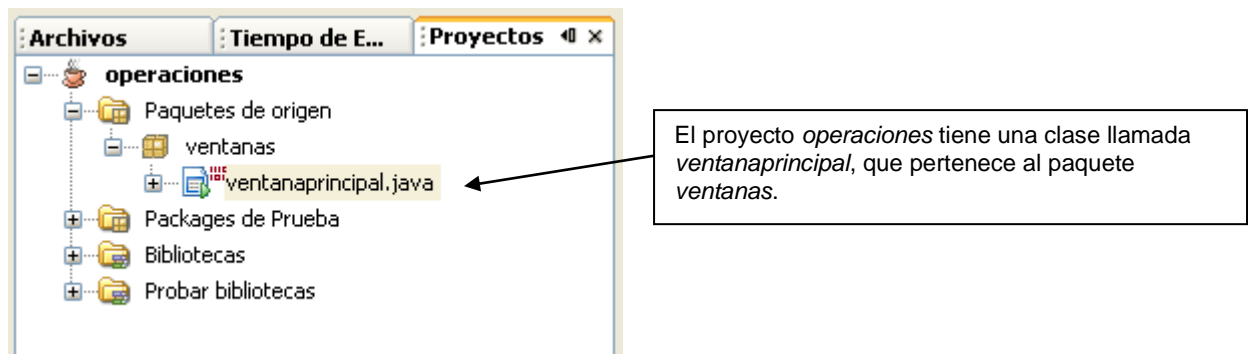 Archivos
Tiempo de E...
Proyectos
operaciones
Paquetes de origen
ventanas
ventanaprincipal.java
Packages de Prueba
Bibliotecas
Probar bibliotecas
El proyecto operaciones tiene una clase llamada
ventanaprincipal, que pertenece al paquete
ventanas.